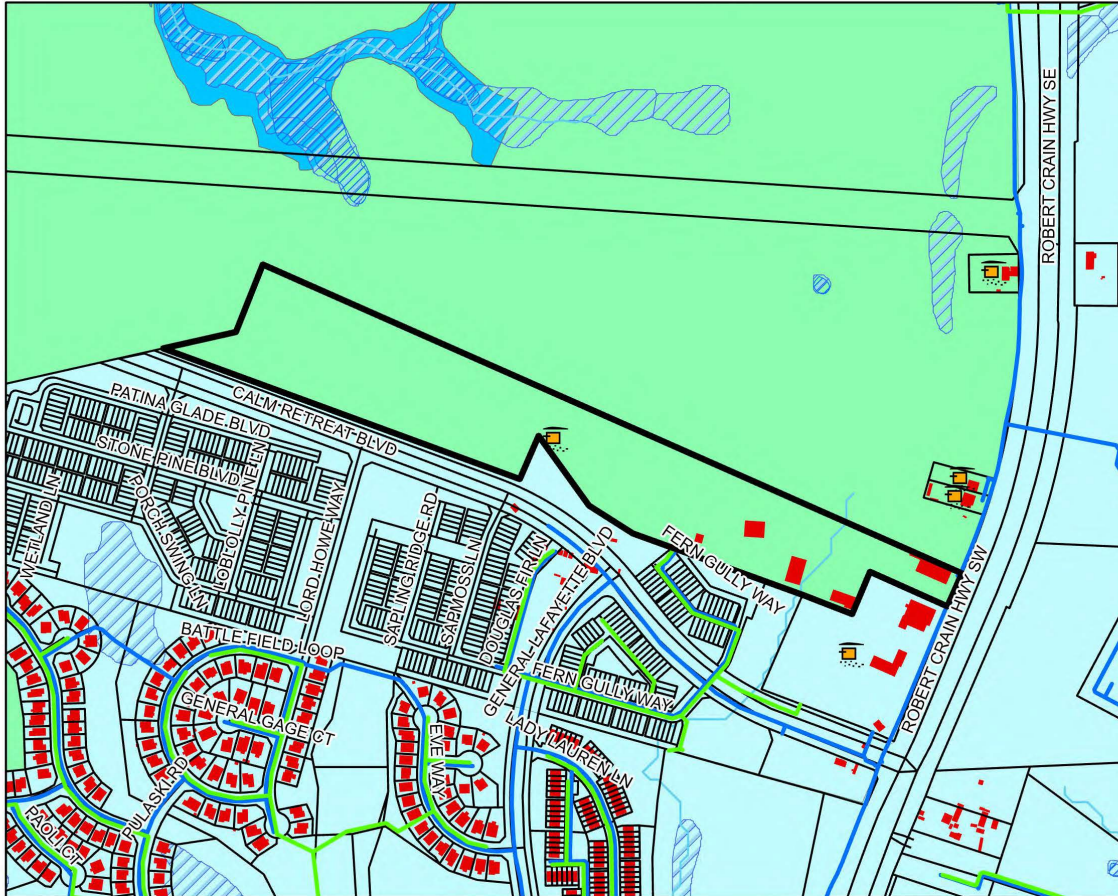 ROBERT CRAIN HWY SE
CALM RETREAT BLVD
PATINA GLADE BLVD
STONE PINE BLVD
WETLAND LN
PORCH SWING LN
LOBLOLLY PINE LN
LORD HOWE WAY
SAPLING RIDGE RD
SAPMOSS LN
DOUGLAS FIR LN
GENERAL LAFAYETTE BLVD
FERN GULLY WAY
BATTLE FIELD LOOP
GENERAL GAGE CT
FERN GULLY WAY
LADY LAUREN LN
EVE WAY
PULASKI RD
PAOLI CT
ROBERT CRAIN HWY SW